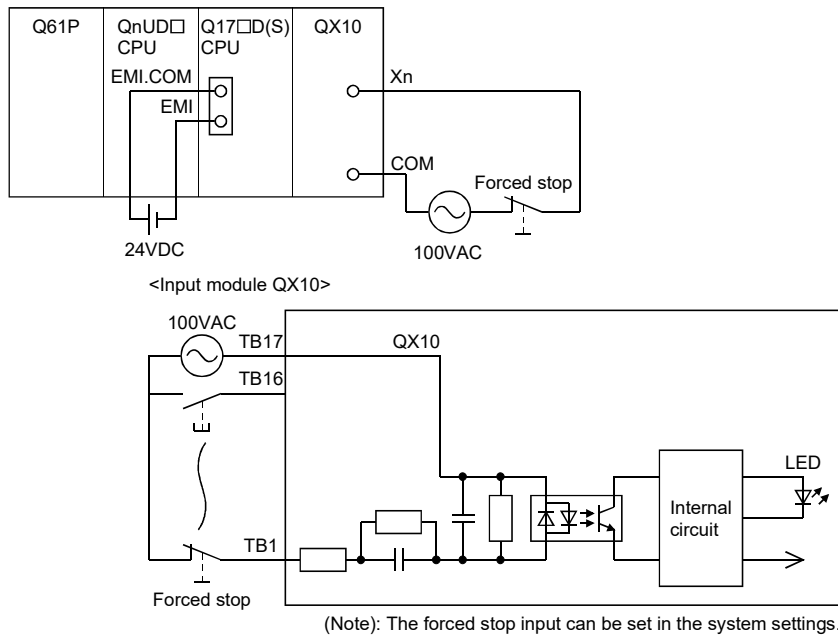 Q61P QnUD□ CPU Q17□D(S) CPU QX10
EMI.COM
EMI
Xn
COM
Forced stop
24VDC
100VAC
<Input module QX10>
100VAC
TB17
QX10
TB16
LED
Internal
circuit
TB1
Forced stop
(Note): The forced stop input can be set in the system settings.